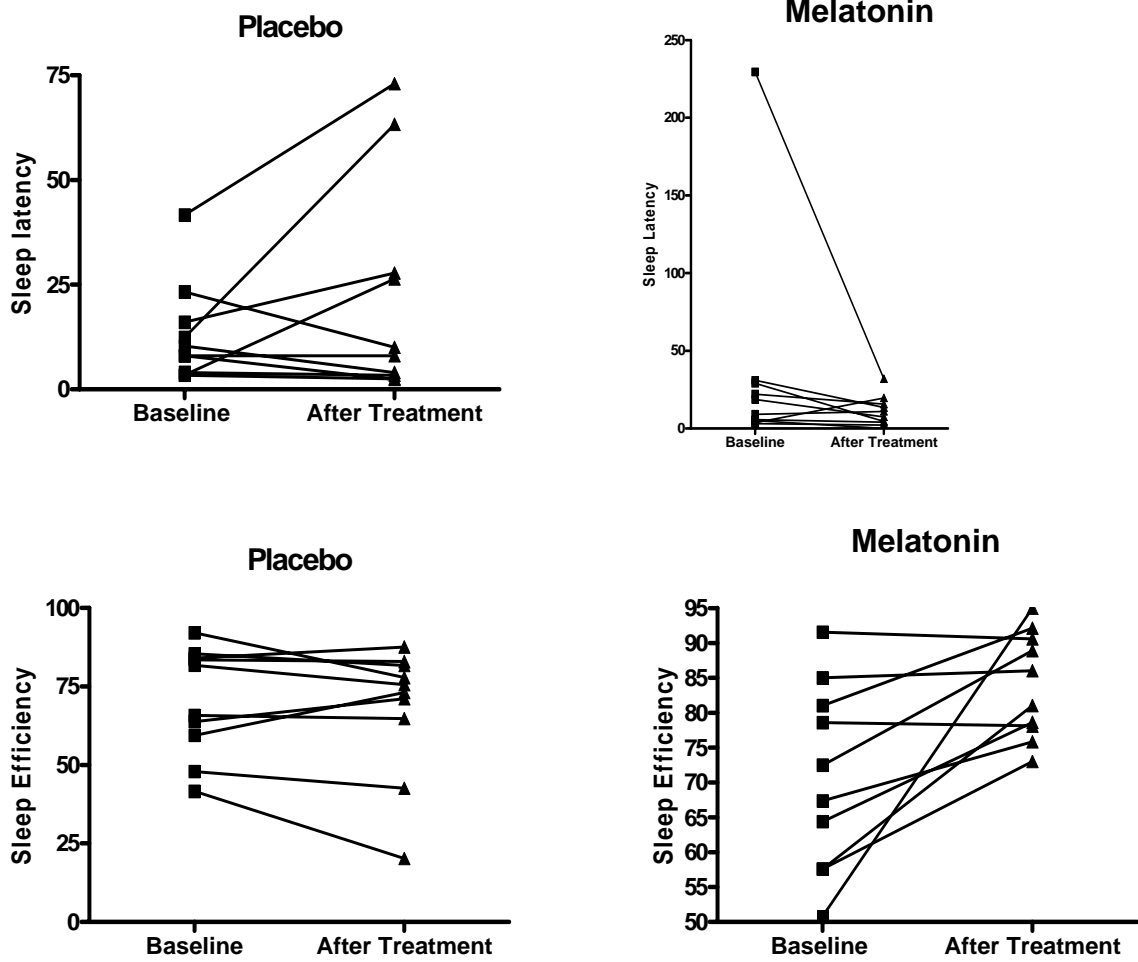 Placebo
Sleep latency
75
50
25
0
Baseline After Treatment
Melatonin
Sleep Latency
250
200
150
100
50
0
Baseline After Treatment
Placebo
Sleep Efficiency
100
75
50
25
0
Baseline After Treatment
Melatonin
Sleep Efficiency
95
90
85
80
75
70
65
60
55
50
Baseline After Treatment